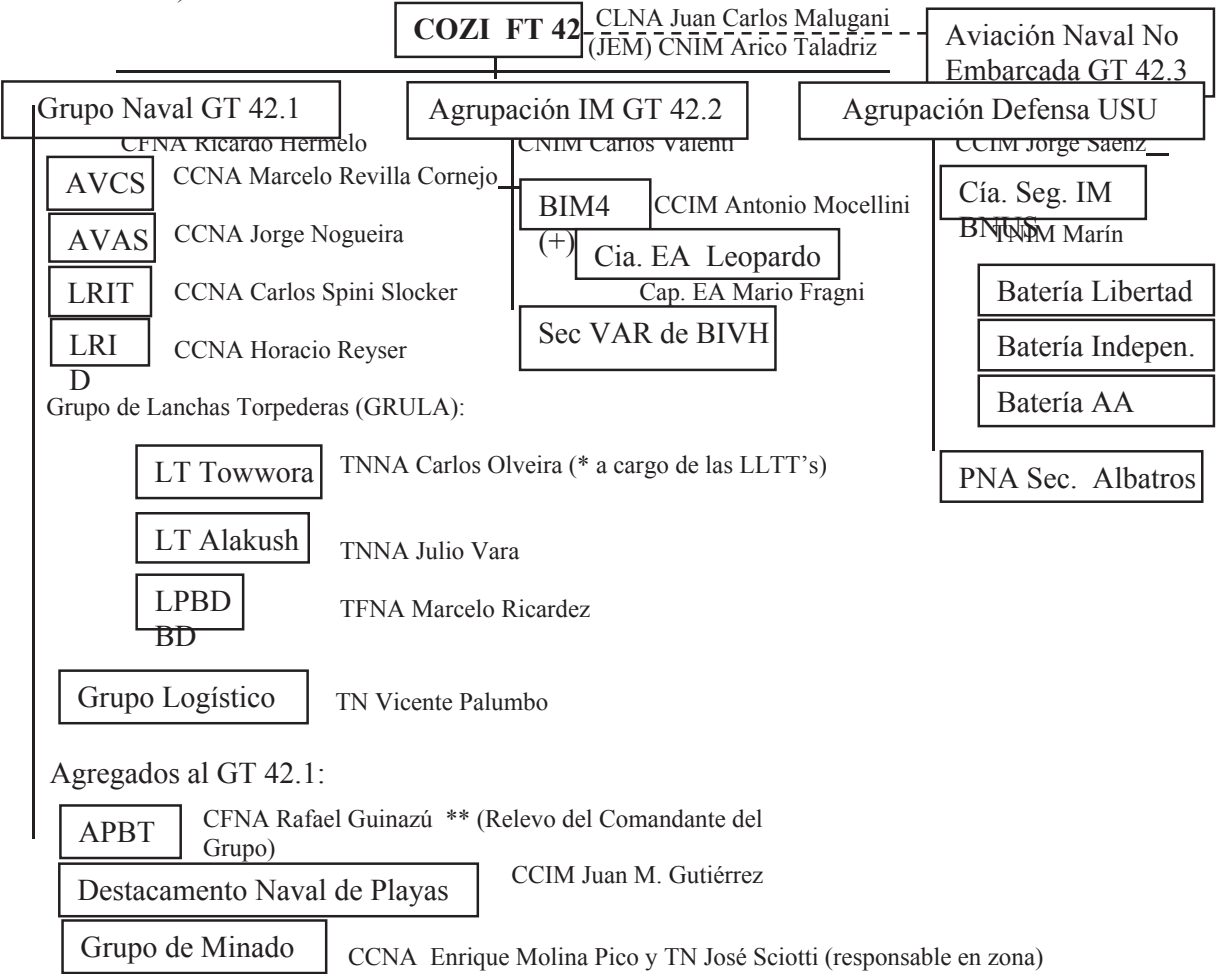 COZI FT 42
CLNA Juan Carlos Malugani
(JEM) CNIM Arico Taladriz
Aviación Naval No
Embarcada GT 42.3
Grupo Naval GT 42.1
Agrupación IM GT 42.2
Agrupación Defensa USU
CFNA Ricardo Hermelo
CNIM Carlos Valenti
CCIM Jorge Saenz
AVCS
CCNA Marcelo Revilla Cornejo
BIM4
(+)
CCIM Antonio Mocellini
Cía. Seg. IM
BNUS
TNIM Marín
AVAS
CCNA Jorge Nogueira
Cia. EA Leopardo
Cap. EA Mario Fragni
LRIT
CCNA Carlos Spini Slocker
Batería Libertad
LRI
D
CCNA Horacio Reyser
Sec VAR de BIVH
Batería Indepen.
Batería AA
Grupo de Lanchas Torpederas (GRULA):
LT Towwora
TNNA Carlos Olveira (* a cargo de las LLTT's)
PNA Sec. Albatros
LT Alakush
TNNA Julio Vara
LPBD
BD
TFNA Marcelo Ricardez
Grupo Logístico
TN Vicente Palumbo
Agregados al GT 42.1:
APBT
CFNA Rafael Guinazú ** (Relevo del Comandante del
Grupo)
Destacamento Naval de Playas
CCIM Juan M. Gutiérrez
Grupo de Minado
CCNA Enrique Molina Pico y TN José Sciotti (responsable en zona)